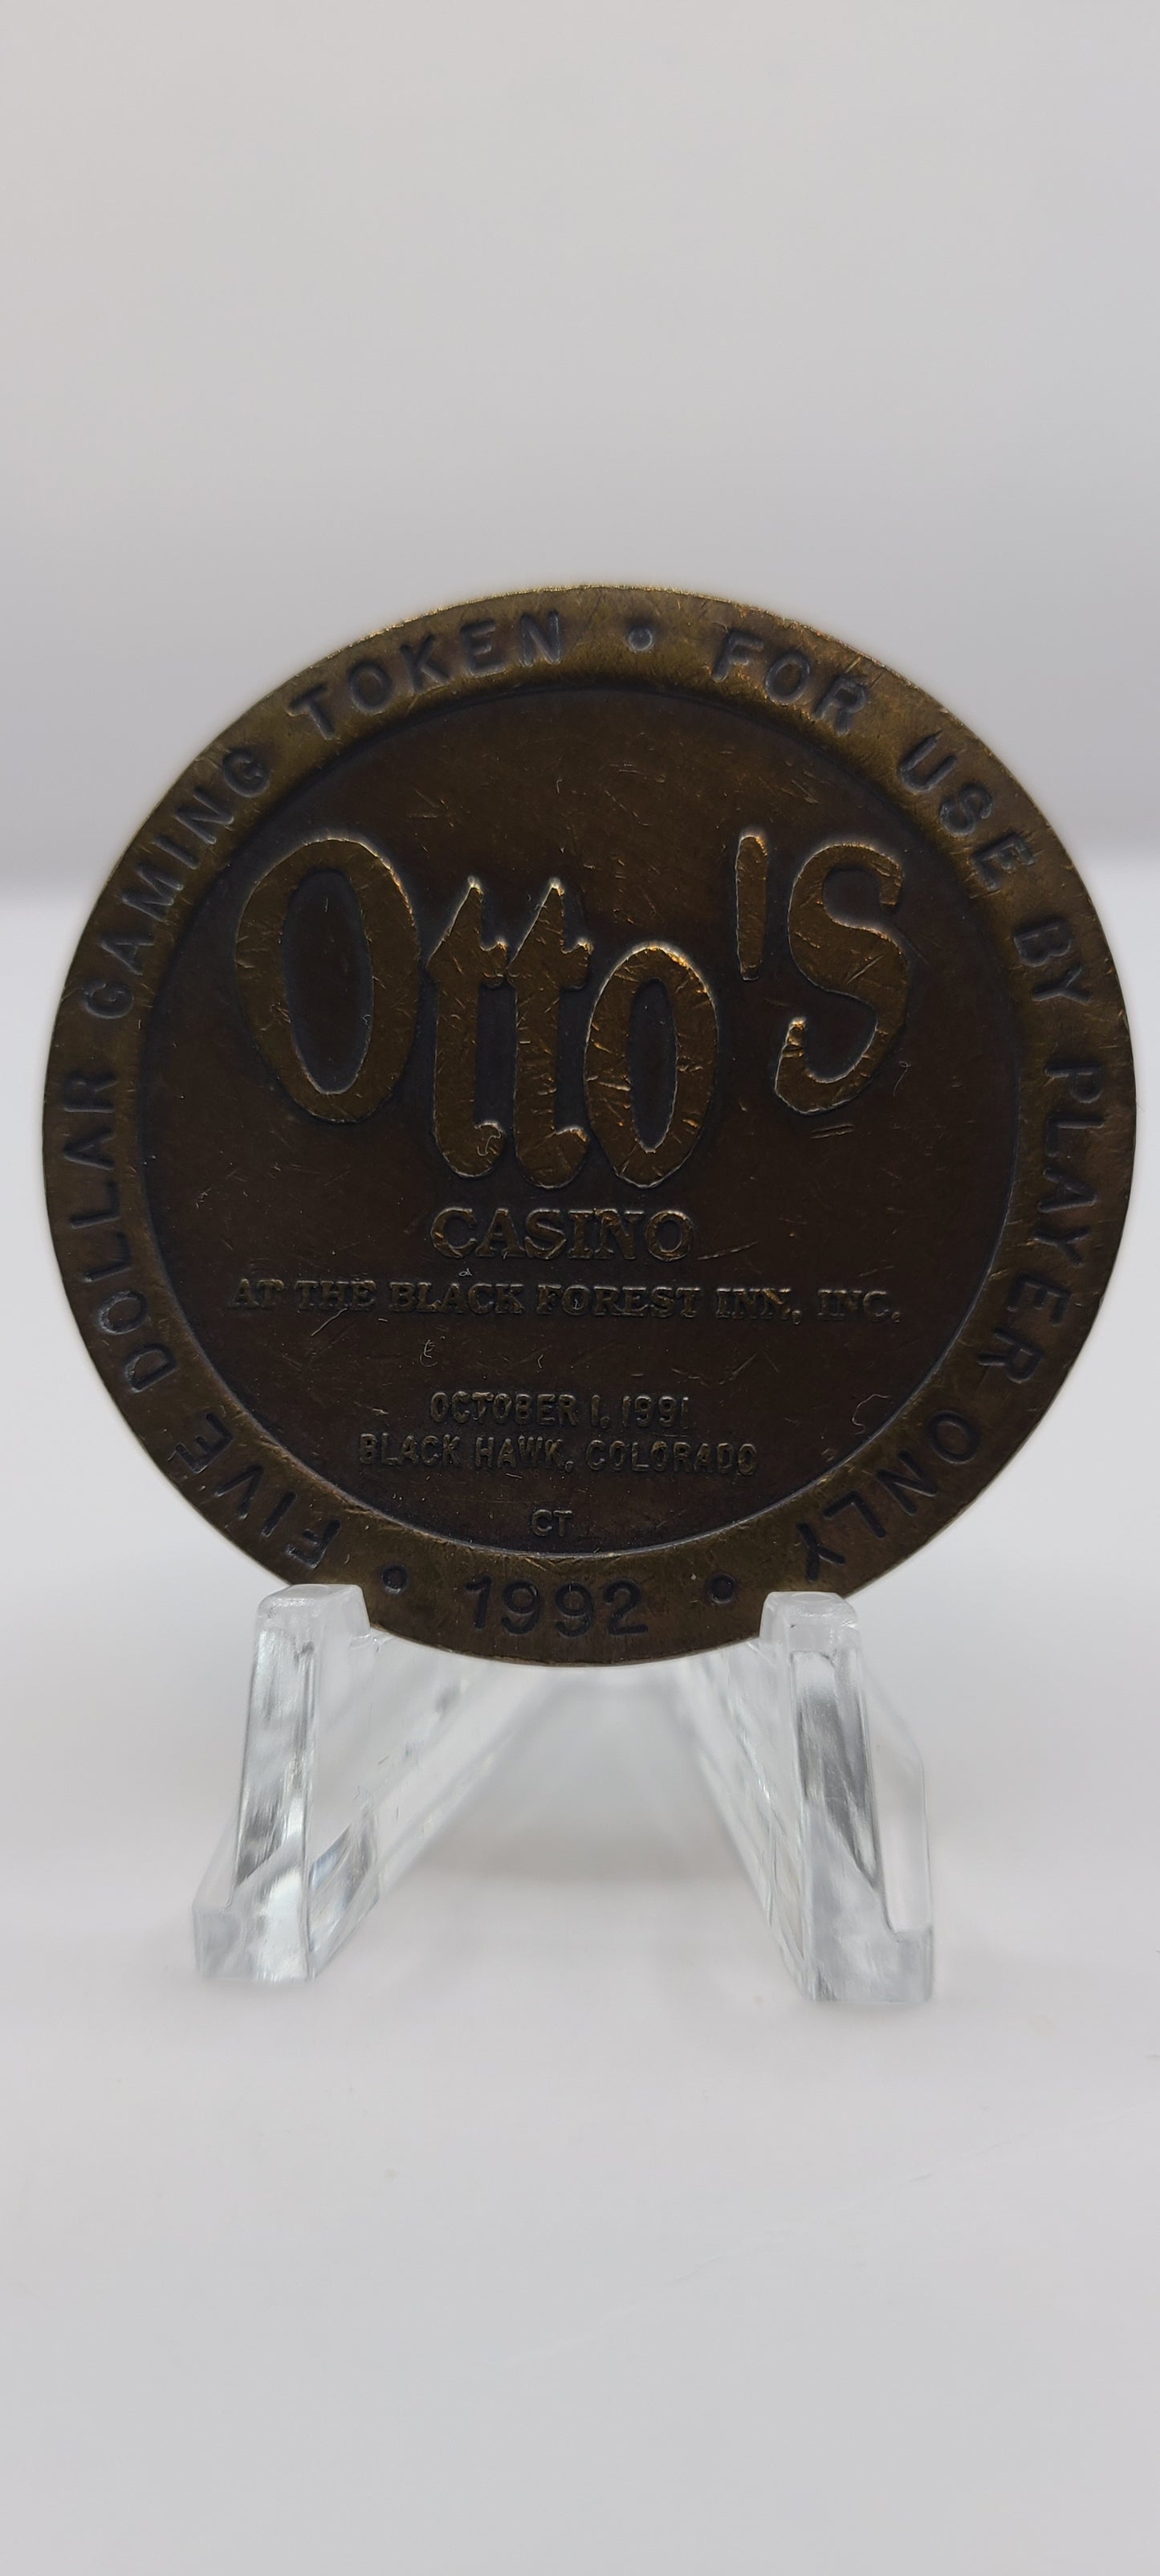 FIVE DOLLAR GAMING TOKEN • FOR USE BY PLAYER ONLY
Otto's
CASINO
AT THE BLACK FOREST INN, INC.
OCTOBER 1, 1991
BLACK HAWK, COLORADO
CT
• 1992 •